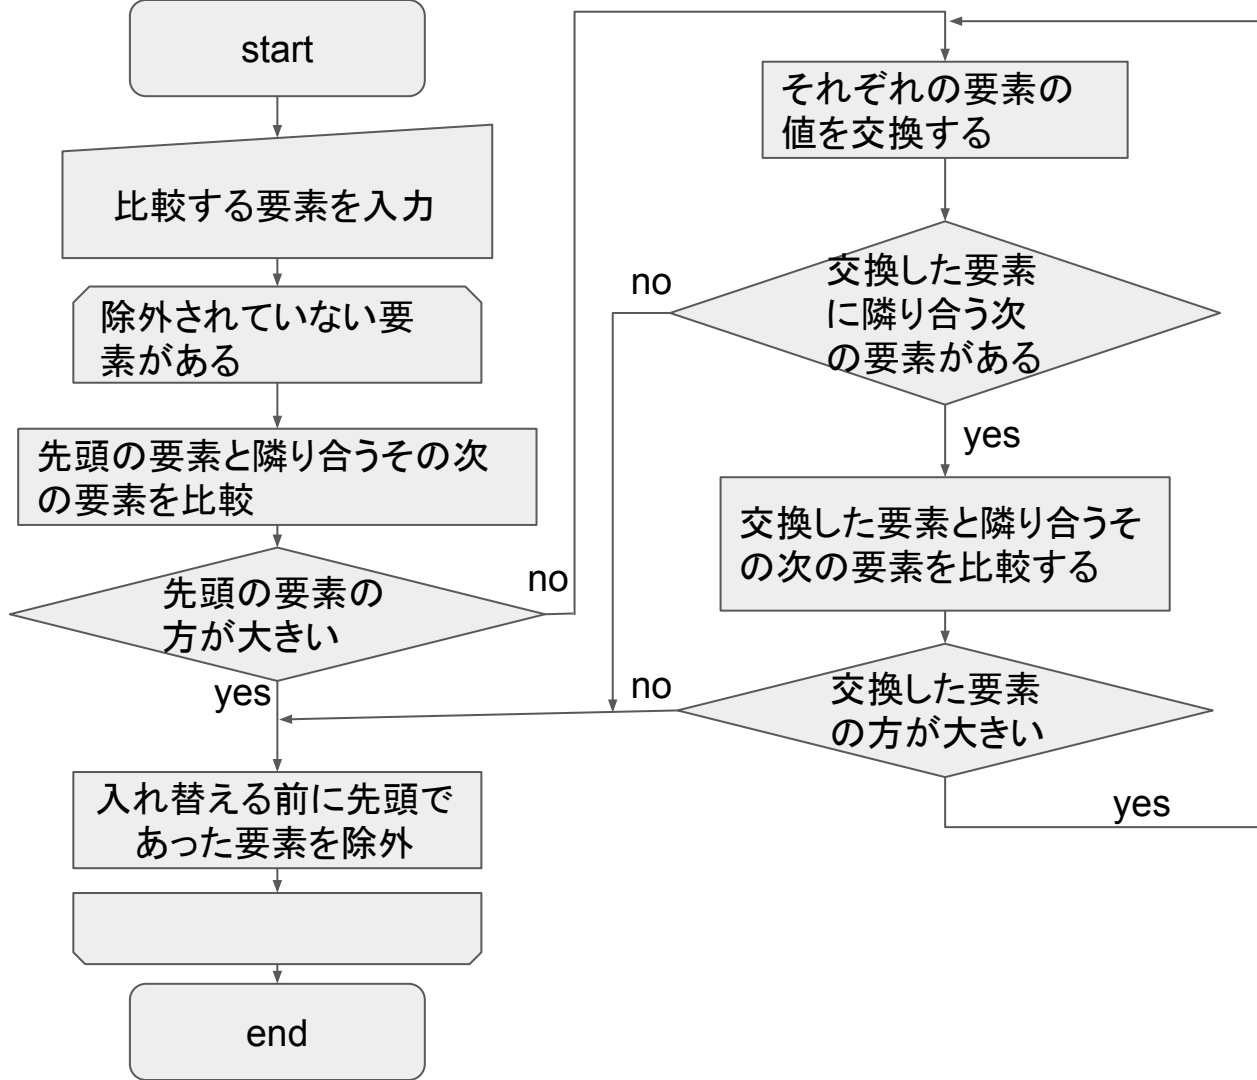 start
比較する要素を入力
除外されていない要
素がある
先頭の要素と隣り合うその次
の要素を比較
先頭の要素の
方が大きい
no
yes
入れ替える前に先頭で
あった要素を除外
end
それぞれの要素の
値を交換する
交換した要素
に隣り合う次
の要素がある
no
yes
交換した要素と隣り合うそ
の次の要素を比較する
交換した要素
の方が大きい
no
yes